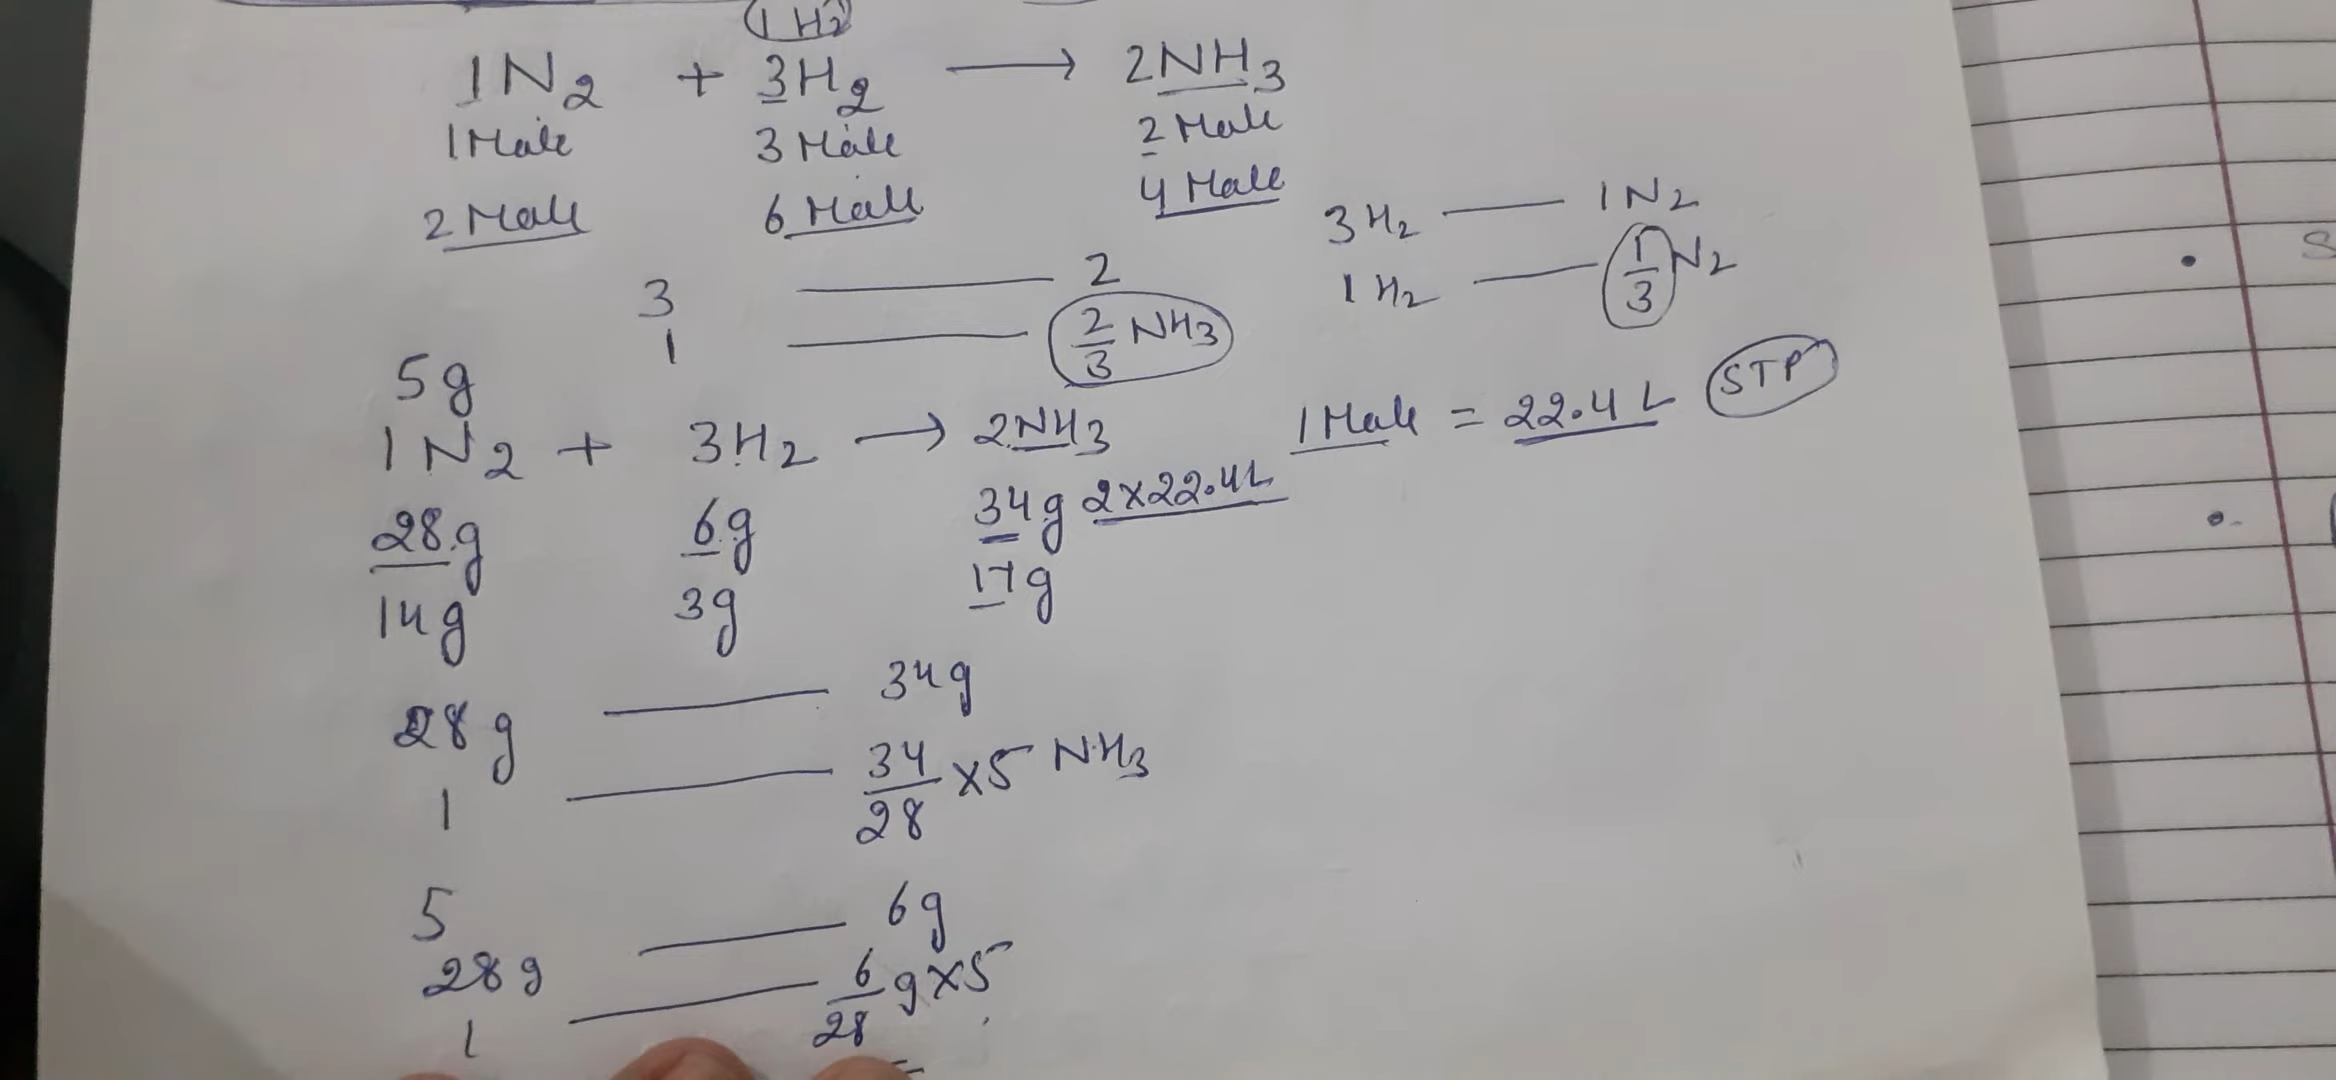 1 H2
1N2 + 3H2 → 2NH3
1 Mole 3 Mole 2 Mole
2 Mole 6 Mole 4 Mole
3H2 — 1N2
1H2 — 1/3 N2
3 — 2
1 — 2/3 NH3
5g
1N2 + 3H2 → 2NH3
1 Mole = 22.4 L STP
28g 6g 34g 2×22.4L
14g 3g 17g
28g — 34g
1 — 34/28 ×5 NH3
5
28g — 6g
1 — 6/28 g×5